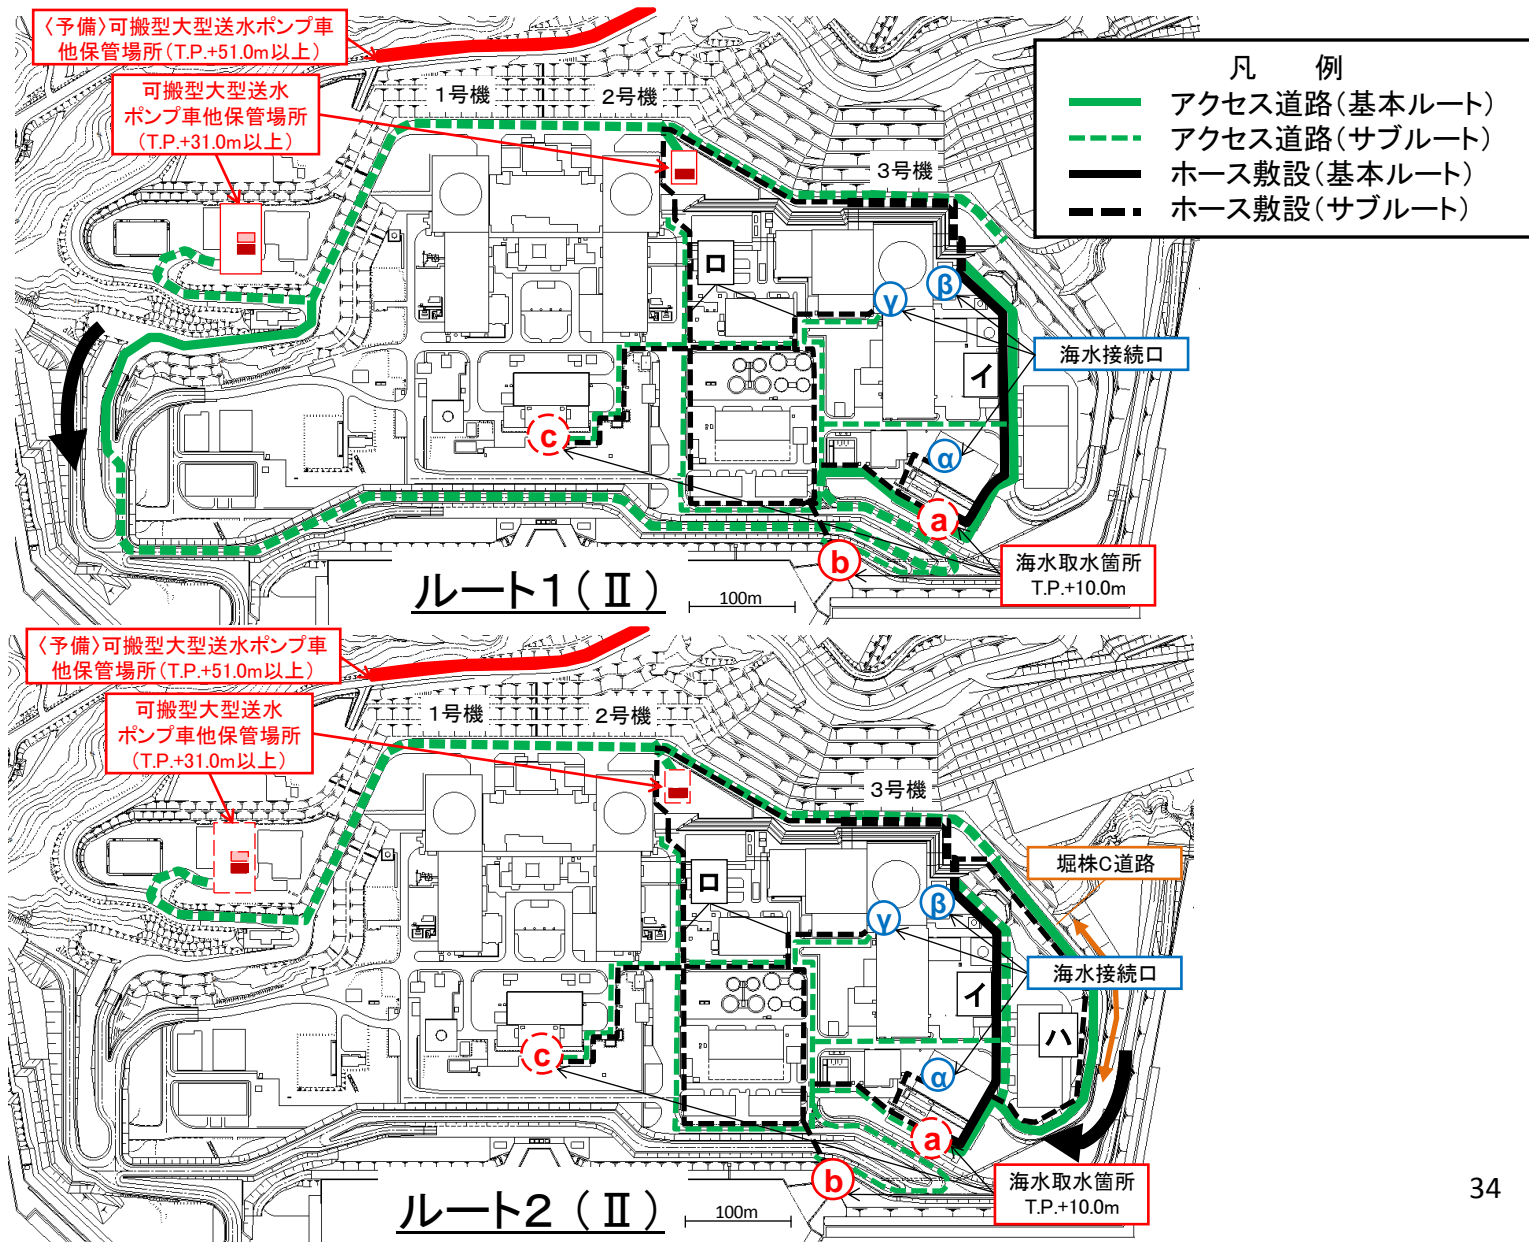 〈予備〉可搬型大型送水ポンプ車
他保管場所(T.P.+51.0m以上)
可搬型大型送水
ポンプ車他保管場所
(T.P.+31.0m以上)
1号機
2号機
3号機
凡 例
アクセス道路(基本ルート)
アクセス道路(サブルート)
ホース敷設(基本ルート)
ホース敷設(サブルート)
ロ
β
γ
海水接続口
イ
c
α
a
b
海水取水箇所
T.P.+10.0m
ルート1(Ⅱ)
100m
〈予備〉可搬型大型送水ポンプ車
他保管場所(T.P.+51.0m以上)
可搬型大型送水
ポンプ車他保管場所
(T.P.+31.0m以上)
1号機
2号機
3号機
堀株C道路
ロ
β
γ
海水接続口
イ
ハ
c
α
a
b
海水取水箇所
T.P.+10.0m
ルート2(Ⅱ)
100m
34